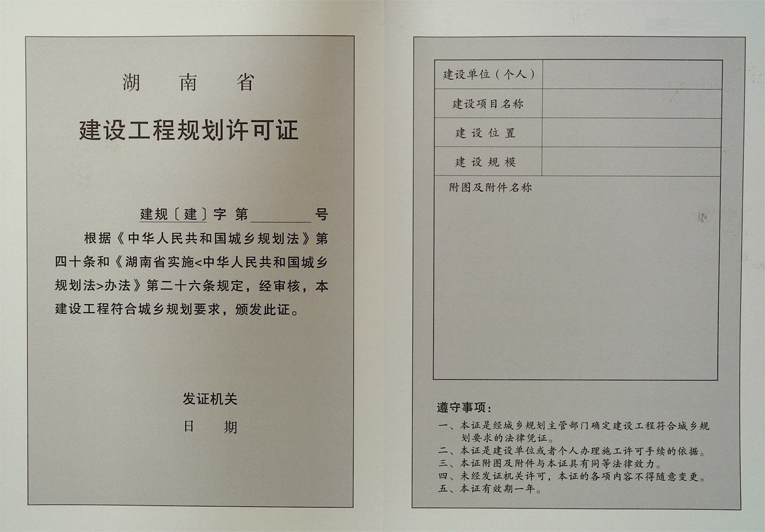 湖 南 省
建设工程规划许可证
建规〔建〕字 第________号
根据《中华人民共和国城乡规划法》第
四十条和《湖南省实施<中华人民共和国城乡
规划法>办法》第二十六条规定，经审核，本
建设工程符合城乡规划要求，颁发此证。
发证机关
日 期
建设单位（个人）
建设项目名称
建 设 位 置
建 设 规 模
附图及附件名称
遵守事项：
一、本证是经城乡规划主管部门确定建设工程符合城乡规
划要求的法律凭证。
二、本证是建设单位或者个人办理施工许可手续的依据。
三、本证附图及附件与本证具有同等法律效力。
四、未经发证机关许可，本证的各项内容不得随意变更。
五、本证有效期一年。